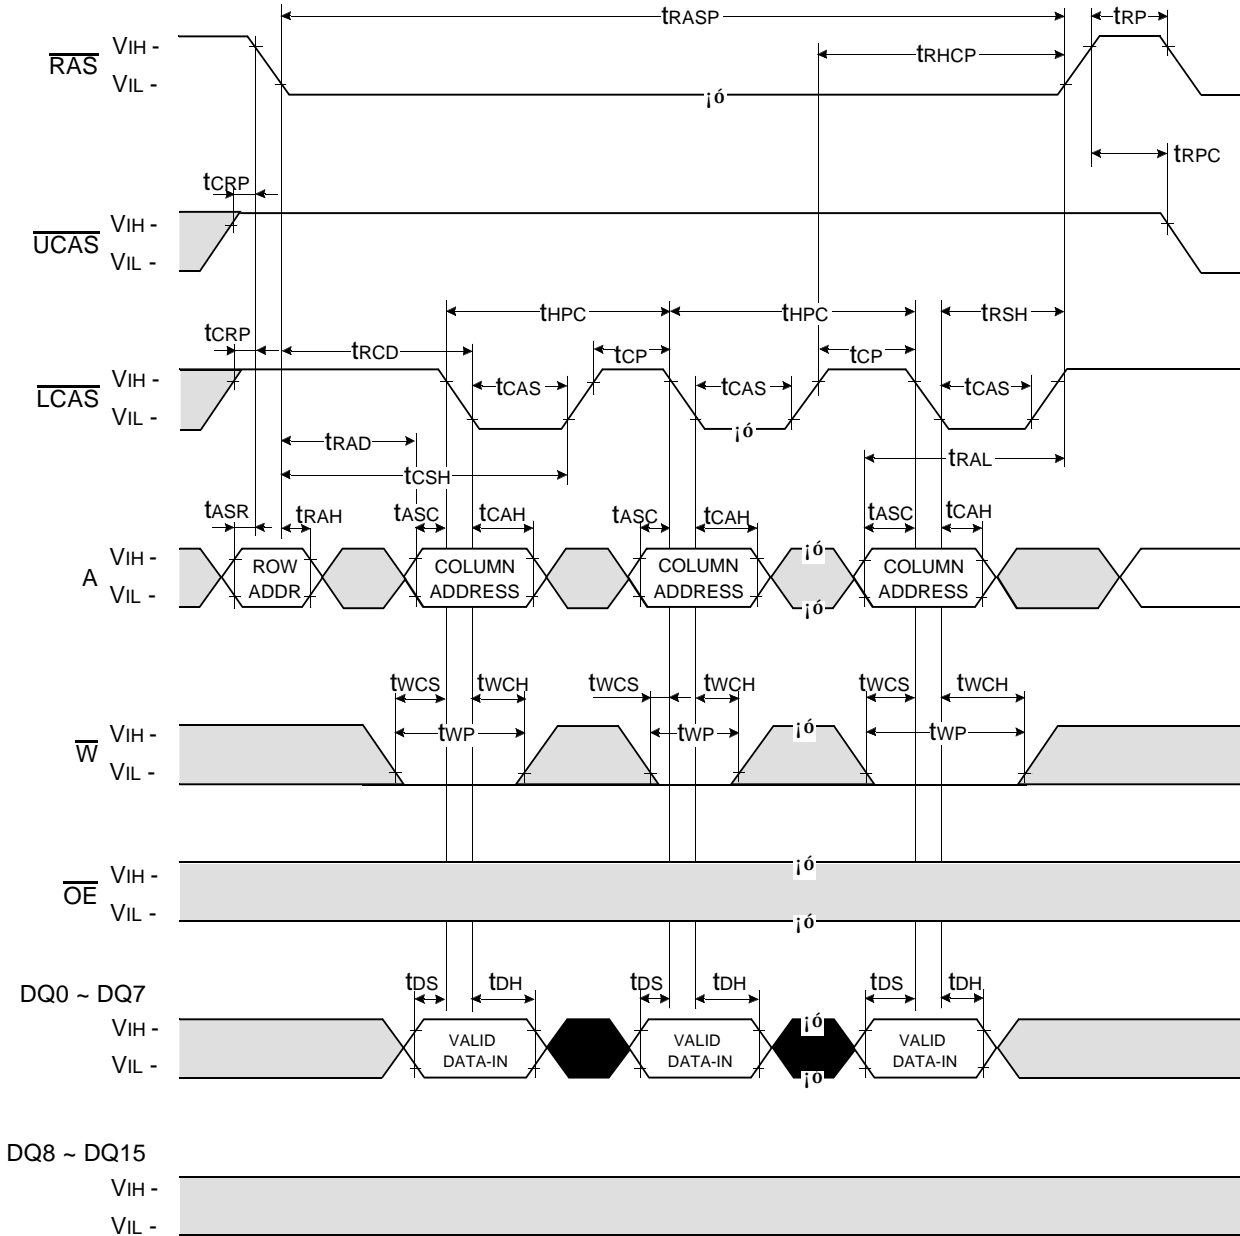 tRASP
tRP
RAS
VIH -
VIL -
tRHCP
¡ó
tRPC
tCRP
UCAS
VIH -
VIL -
tHPC
tHPC
tRSH
tCRP
tRCD
tCP
tCP
LCAS
VIH -
VIL -
tCAS
tCAS
tCAS
¡ó
tRAD
tCSH
tRAL
tASR
tRAH
tASC
tCAH
tASC
tCAH
tASC
tCAH
A
VIH -
VIL -
ROW
ADDR
COLUMN
ADDRESS
COLUMN
ADDRESS
¡ó
¡ó
COLUMN
ADDRESS
tWCS
tWCH
tWCS
tWCH
tWCS
tWCH
W
VIH -
VIL -
tWP
tWP
¡ó
tWP
OE
VIH -
VIL -
¡ó
¡ó
DQ0 ~ DQ7
tDS
tDH
tDS
tDH
tDS
tDH
VIH -
VIL -
VALID
DATA-IN
VALID
DATA-IN
¡ó
¡ó
VALID
DATA-IN
DQ8 ~ DQ15
VIH -
VIL -